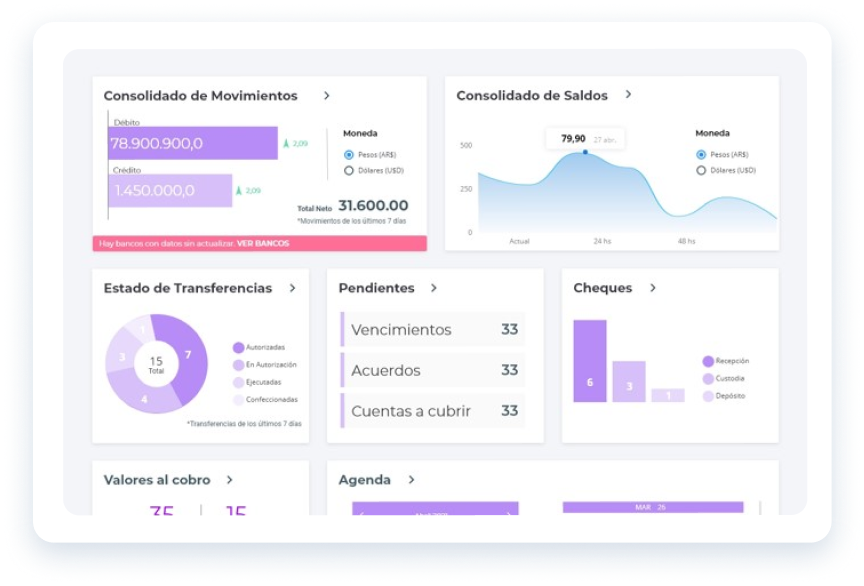 Consolidado de Movimientos
Débito
78.900.900,0
2,09
Crédito
1.450.000,0
2,09
Moneda
Pesos (AR$)
Dólares (U$D)
Total Neto 31.600.00
*Movimientos de los últimos 7 días
Hay bancos con datos sin actualizar. VER BANCOS
Consolidado de Saldos
500
250
0
79,90 27 abr.
Actual
24 hs
48 hs
Moneda
Pesos (AR$)
Dólares (U$D)
Estado de Transferencias
1
7
3
4
15
Total
Autorizadas
En Autorización
Ejecutadas
Confeccionadas
*Transferencias de los últimos 7 días
Pendientes
Vencimientos 33
Acuerdos 33
Cuentas a cubrir 33
Cheques
6
3
1
Recepción
Custodia
Depósito
Valores al cobro
35
15
Agenda
MAR 26